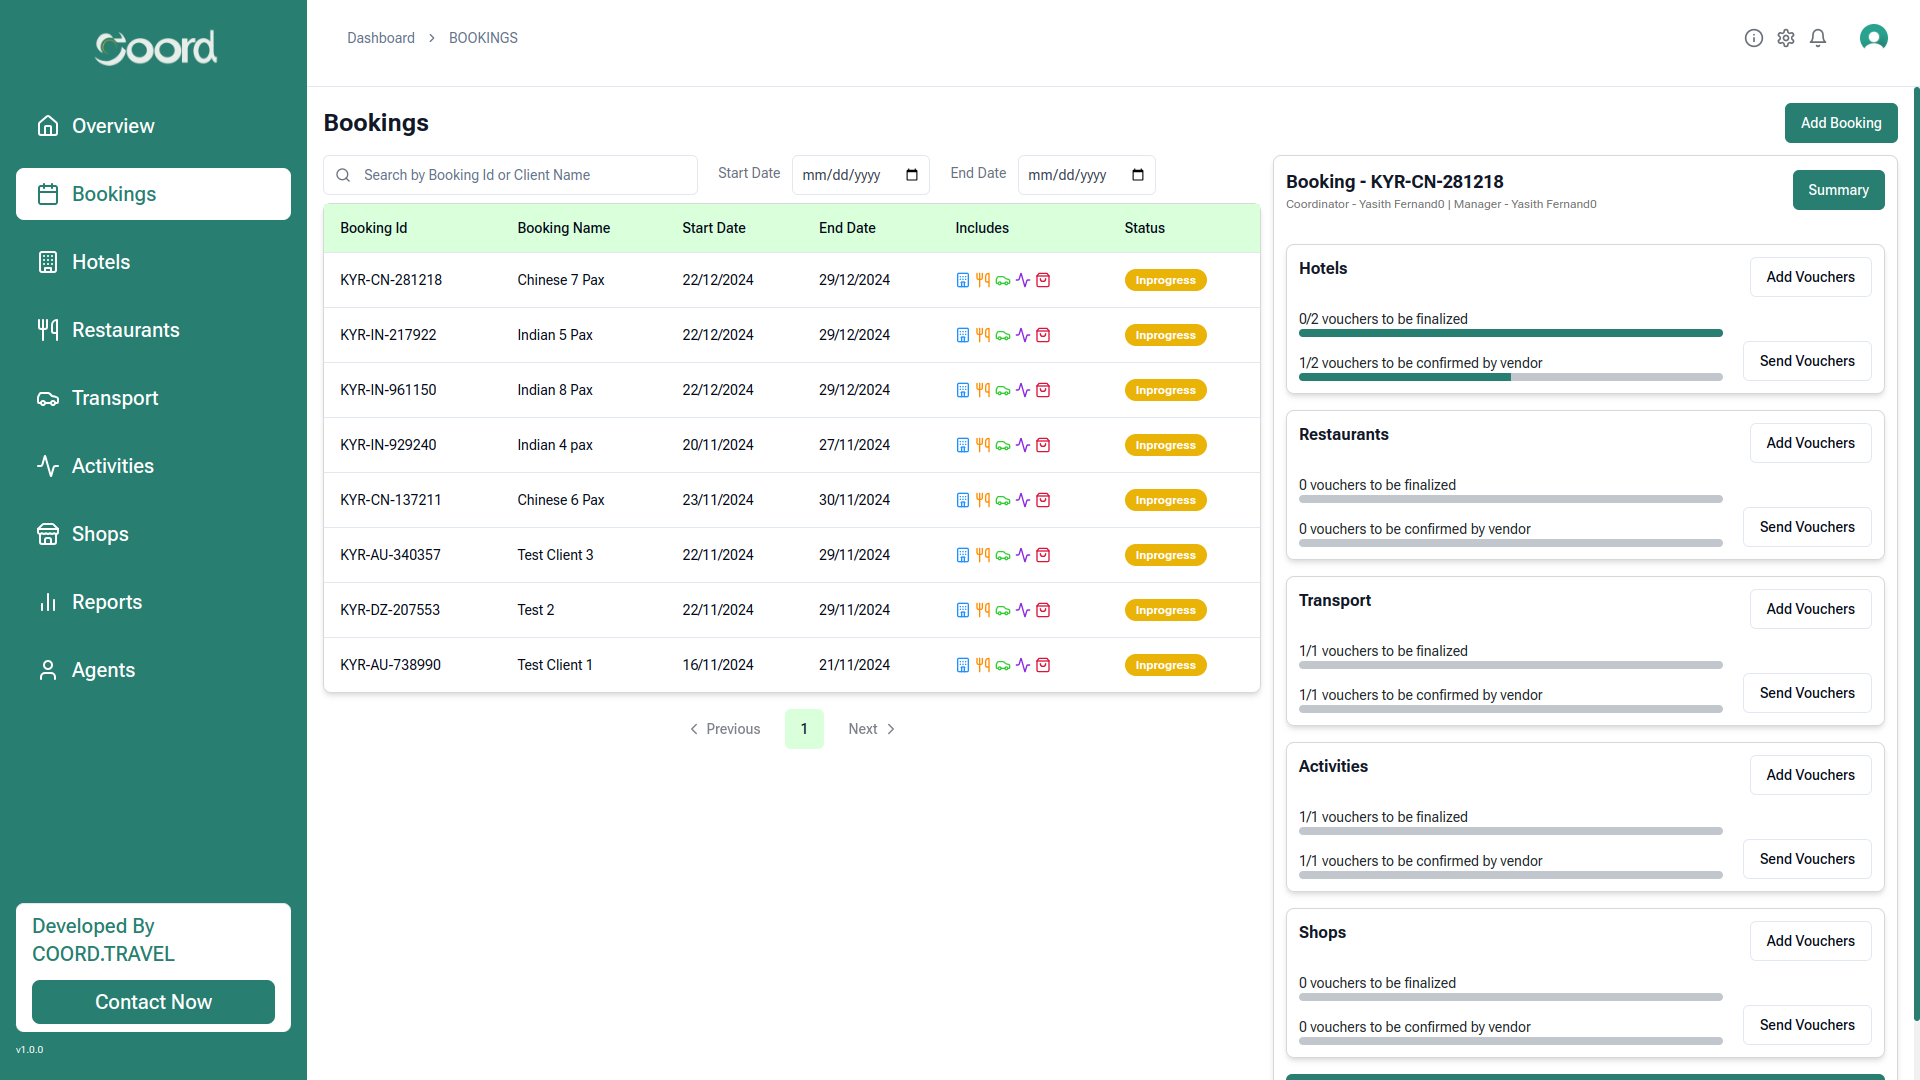 Coord
Overview
Bookings
Hotels
Restaurants
Transport
Activities
Shops
Reports
Agents
Developed By
COORD.TRAVEL
Contact Now
v1.0.0
Dashboard > BOOKINGS
Bookings
Add Booking
Search by Booking Id or Client Name Start Date mm/dd/yyyy End Date mm/dd/yyyy
Booking Id Booking Name Start Date End Date Includes Status
KYR-CN-281218 Chinese 7 Pax 22/12/2024 29/12/2024 Inprogress
KYR-IN-217922 Indian 5 Pax 22/12/2024 29/12/2024 Inprogress
KYR-IN-961150 Indian 8 Pax 22/12/2024 29/12/2024 Inprogress
KYR-IN-929240 Indian 4 pax 20/11/2024 27/11/2024 Inprogress
KYR-CN-137211 Chinese 6 Pax 23/11/2024 30/11/2024 Inprogress
KYR-AU-340357 Test Client 3 22/11/2024 29/11/2024 Inprogress
KYR-DZ-207553 Test 2 22/11/2024 29/11/2024 Inprogress
KYR-AU-738990 Test Client 1 16/11/2024 21/11/2024 Inprogress
Previous 1 Next
Booking - KYR-CN-281218
Coordinator - Yasith Fernand0 | Manager - Yasith Fernand0
Summary
Hotels
Add Vouchers
0/2 vouchers to be finalized
1/2 vouchers to be confirmed by vendor
Send Vouchers
Restaurants
Add Vouchers
0 vouchers to be finalized
0 vouchers to be confirmed by vendor
Send Vouchers
Transport
Add Vouchers
1/1 vouchers to be finalized
1/1 vouchers to be confirmed by vendor
Send Vouchers
Activities
Add Vouchers
1/1 vouchers to be finalized
1/1 vouchers to be confirmed by vendor
Send Vouchers
Shops
Add Vouchers
0 vouchers to be finalized
0 vouchers to be confirmed by vendor
Send Vouchers